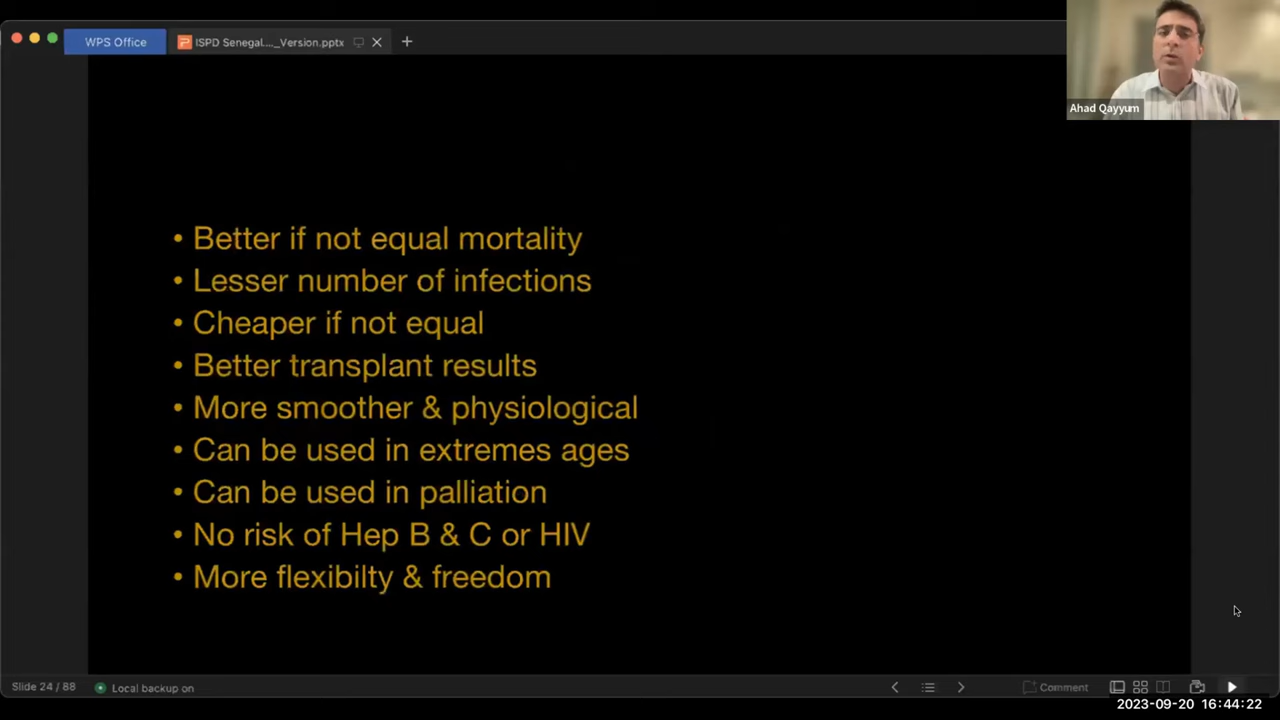 WPS Office
ISPD Senegal...._Version.pptx
Ahad Qayyum
• Better if not equal mortality
• Lesser number of infections
• Cheaper if not equal
• Better transplant results
• More smoother & physiological
• Can be used in extremes ages
• Can be used in palliation
• No risk of Hep B & C or HIV
• More flexibilty & freedom
Slide 24 / 88
Local backup on
Comment
2023-09-20 16:44:22